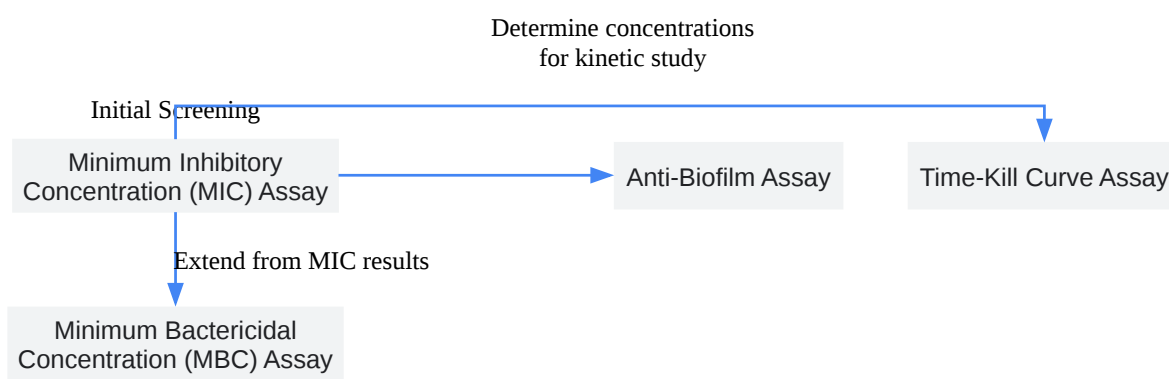 Determine concentrations
for kinetic study
Initial Screening
Minimum Inhibitory
Concentration (MIC) Assay
Anti-Biofilm Assay
Time-Kill Curve Assay
Extend from MIC results
Minimum Bactericidal
Concentration (MBC) Assay